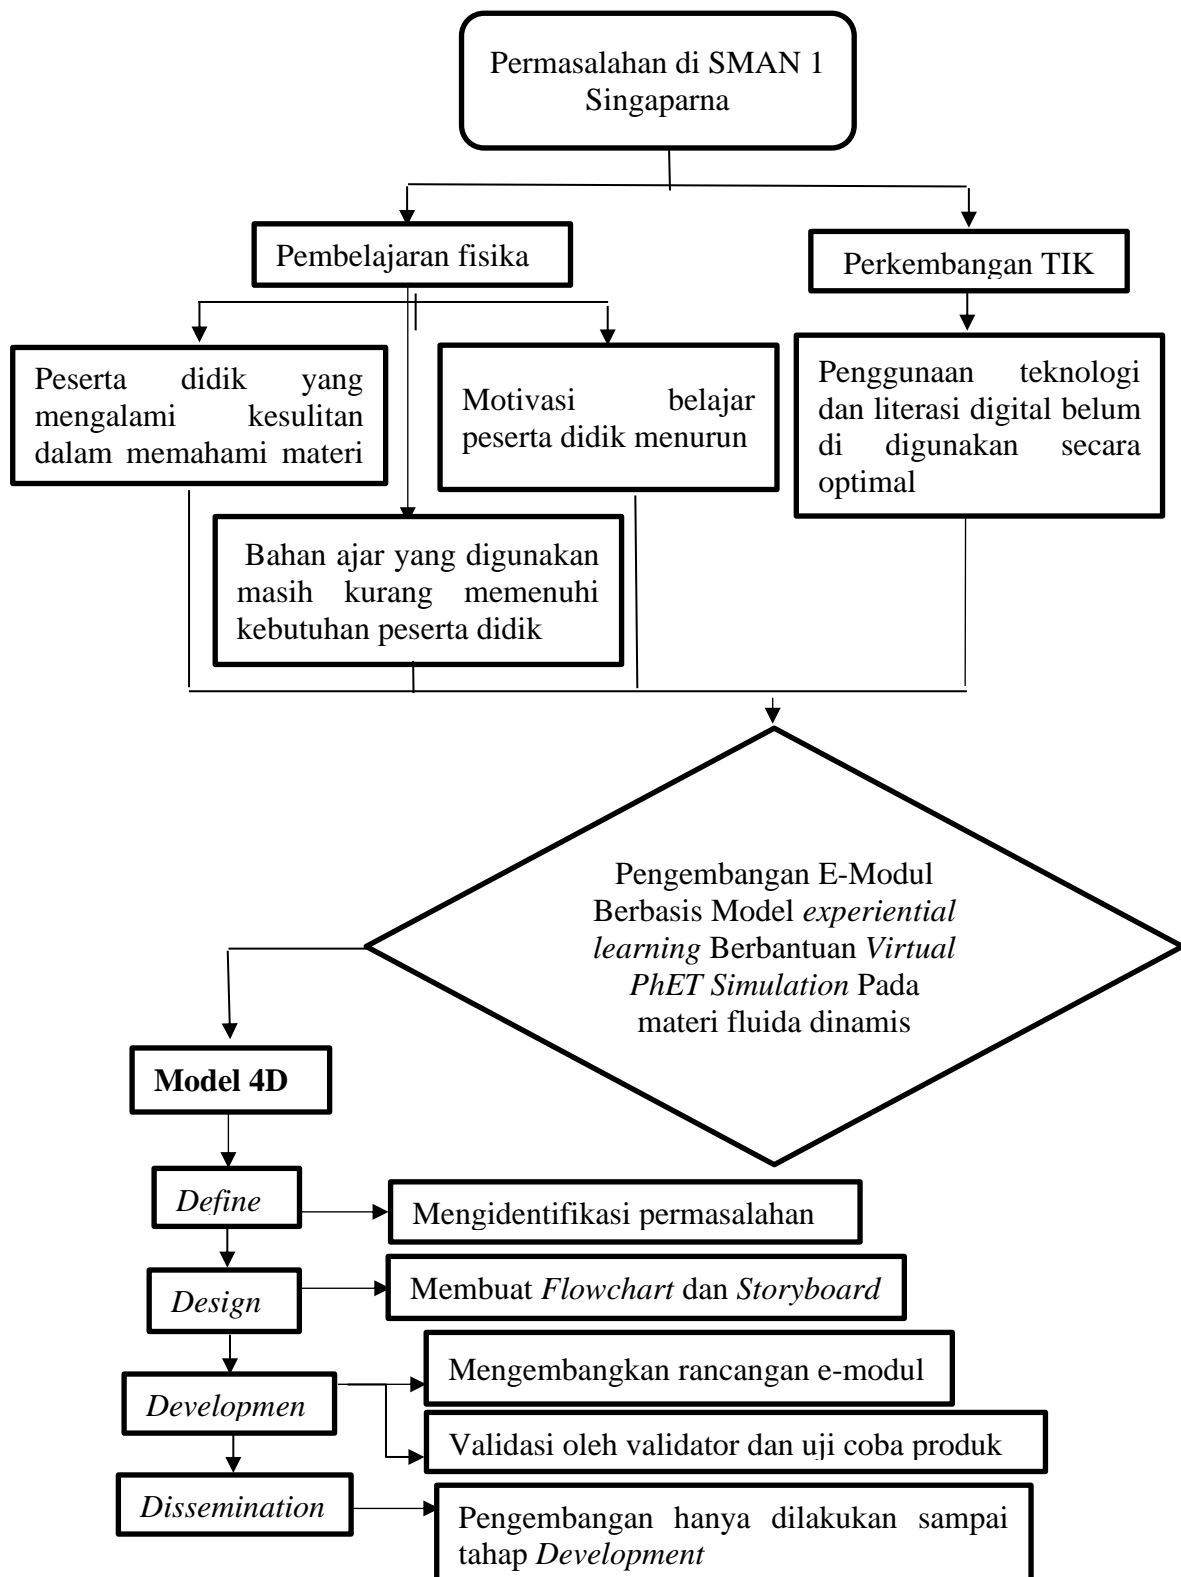 Permasalahan di SMAN 1
Singaparna
Pembelajaran fisika
Perkembangan TIK
Peserta didik yang
mengalami kesulitan
dalam memahami materi
Motivasi belajar
peserta didik menurun
Penggunaan teknologi
dan literasi digital belum
di digunakan secara
optimal
Bahan ajar yang digunakan
masih kurang memenuhi
kebutuhan peserta didik
Pengembangan E-Modul
Berbasis Model experiential
learning Berbantuan Virtual
PhET Simulation Pada
materi fluida dinamis
Model 4D
Define
Mengidentifikasi permasalahan
Design
Membuat Flowchart dan Storyboard
Developmen
Mengembangkan rancangan e-modul
Validasi oleh validator dan uji coba produk
Dissemination
Pengembangan hanya dilakukan sampai
tahap Development